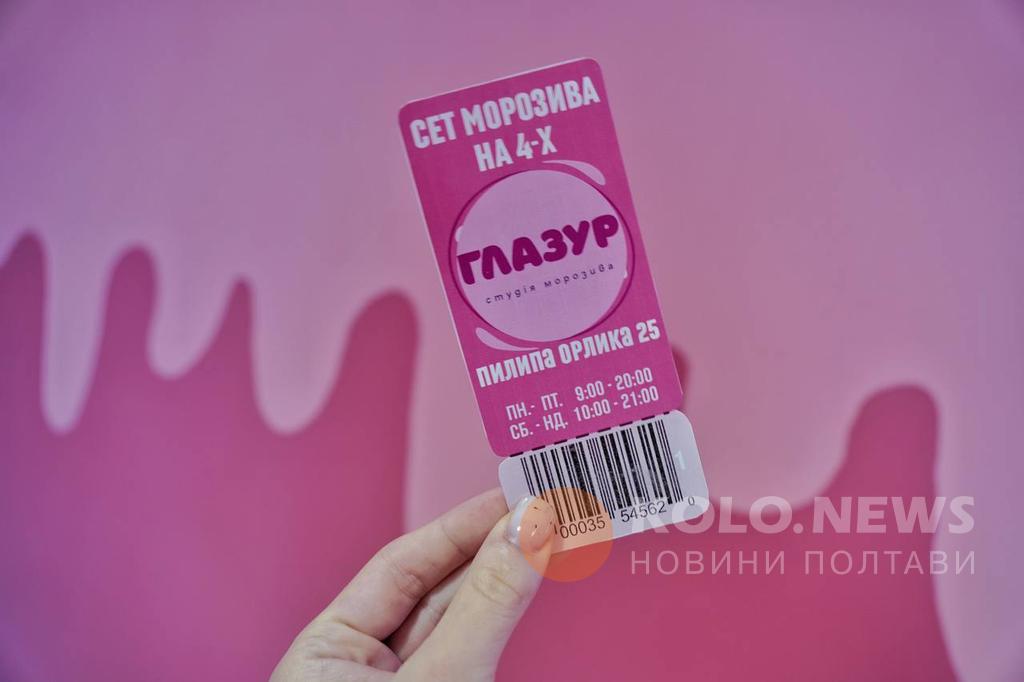 СЕТ МОРОЗИВА
НА 4-Х
ГЛАЗУР
студія морозива
ПИЛИПА ОРЛИКА 25
ПН.- ПТ. 9:00 - 20:00
СБ. - НД. 10:00 - 21:00
00035 54562 0
KOLO.NEWS
НОВИНИ ПОЛТАВИ